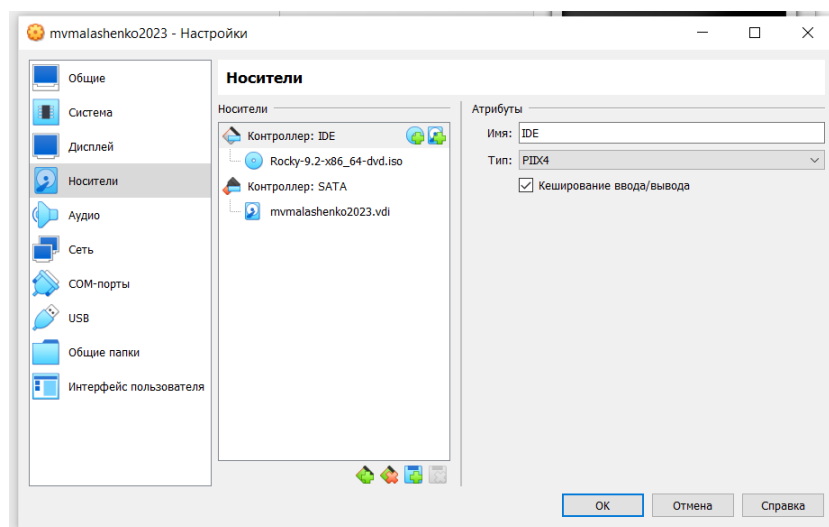 mvmalashenko2023 - Настройки
Общие
Система
Дисплей
Носители
Аудио
Сеть
COM-порты
USB
Общие папки
Интерфейс пользователя
Носители
Носители
Контроллер: IDE
Rocky-9.2-x86_64-dvd.iso
Контроллер: SATA
mvmalashenko2023.vdi
Атрибуты
Имя: IDE
Тип: PIIX4
Кеширование ввода/вывода
OK Отмена Справка